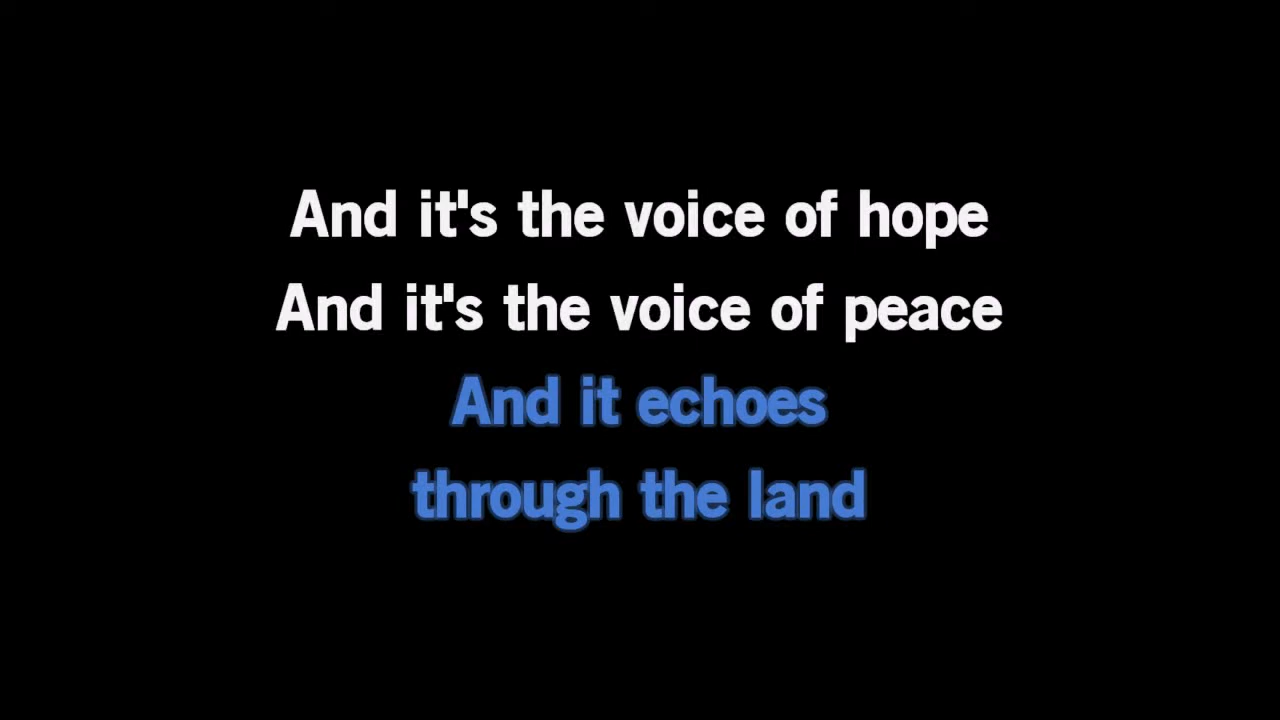 And it's the voice of hope
And it's the voice of peace
And it echoes
through the land